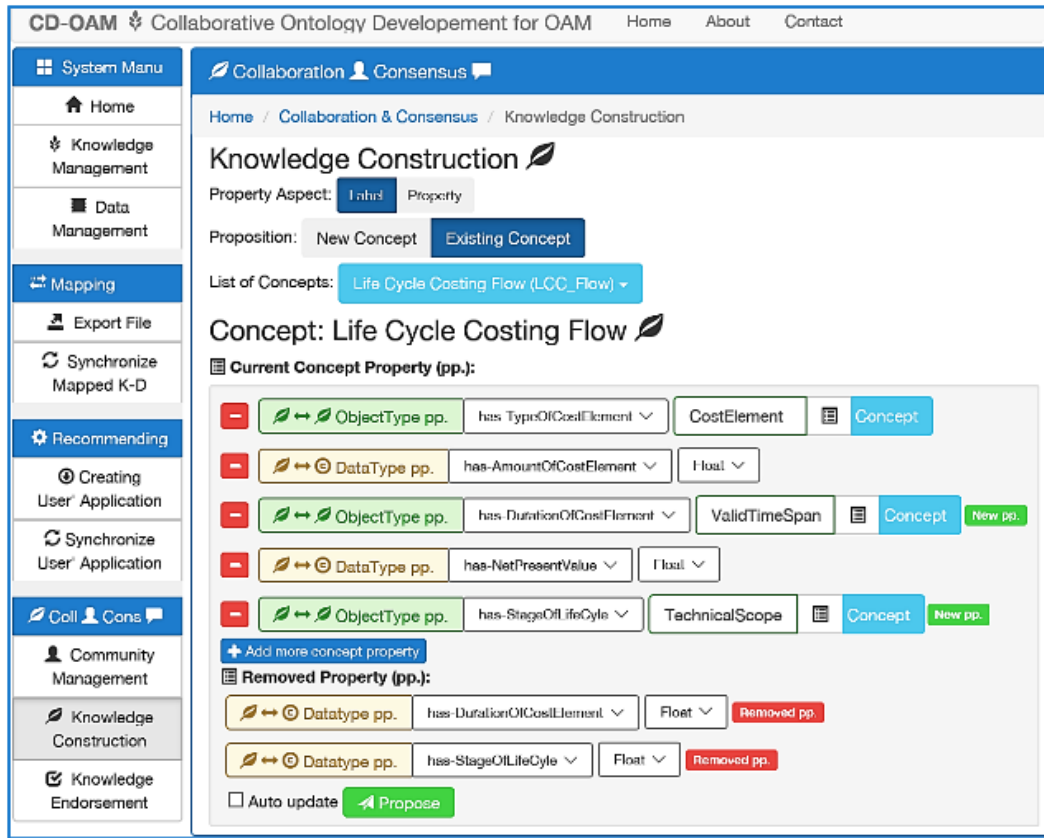 CD-OAM Collaborative Ontology Developement for OAM Home About Contact
System Manu
Home
Knowledge
Management
Data
Management
Mapping
Export File
Synchronize
Mapped K-D
Recommending
Creating
User' Application
Synchronize
User' Application
Coll Cons
Community
Management
Knowledge
Construction
Knowledge
Endorsement
Collaboration Consensus
Home / Collaboration & Consensus / Knowledge Construction
Knowledge Construction
Property Aspect: Label Property
Proposition: New Concept Existing Concept
List of Concepts: Life Cycle Costing Flow (LCC_Flow)
Concept: Life Cycle Costing Flow
Current Concept Property (pp.):
ObjectType pp. has-TypeOfCostElement CostElement Concept
DataType pp. has-AmountOfCostElement Float
ObjectType pp. has-DurationOfCostElement ValidTimeSpan Concept New pp.
DataType pp. has-NetPresentValue Float
ObjectType pp. has-StageOfLifeCyle TechnicalScope Concept New pp.
Add more concept property
Removed Property (pp.):
Datatype pp. has-DurationOfCostElement Float Removed pp.
Datatype pp. has-StageOfLifeCyle Float Removed pp.
Auto update Propose